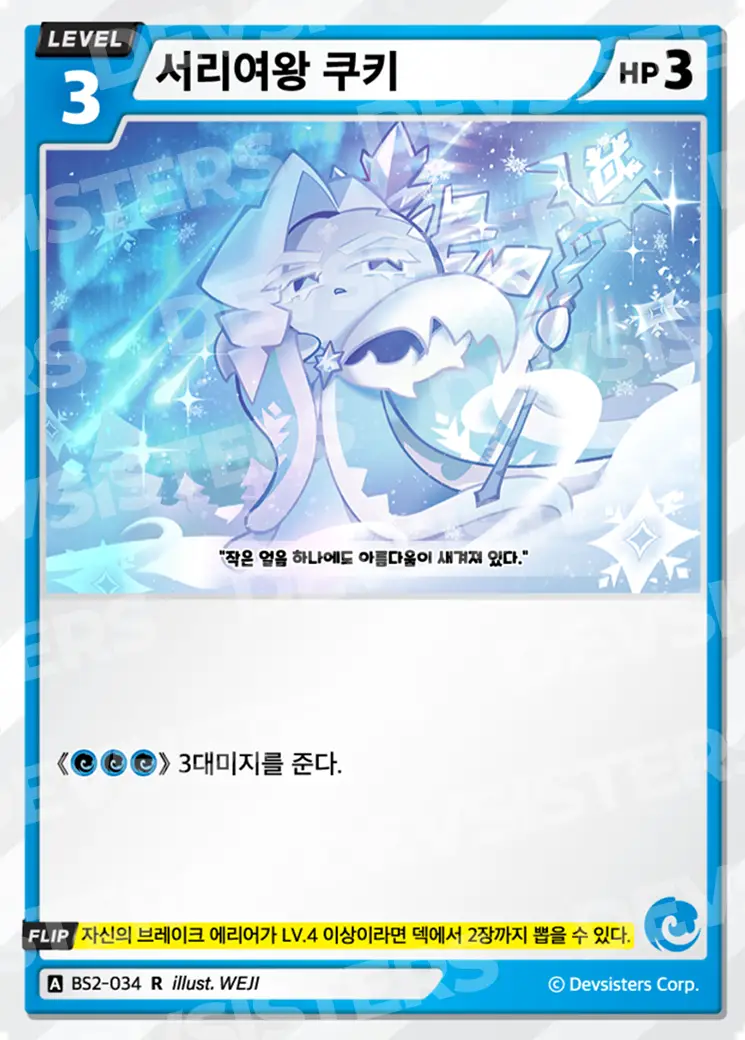 LEVEL
3
서리여왕 쿠키
HP 3
"작은 얼음 하나에도 아름다움이 새겨져 있다."
《》 3대미지를 준다.
FLIP 자신의 브레이크 에리어가 LV.4 이상이라면 덱에서 2장까지 뽑을 수 있다.
A BS2-034 R illust. WEJI
© Devsisters Corp.
DEVSISTERS